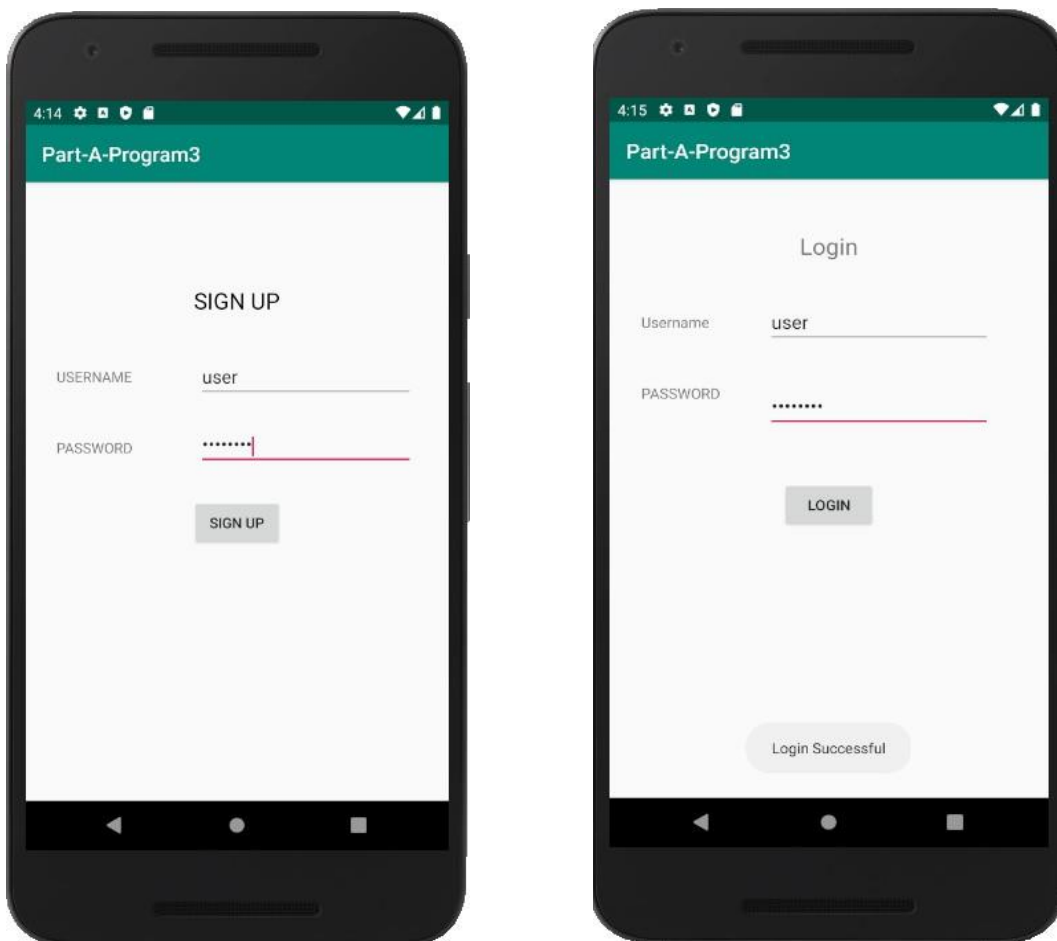 4:14
Part-A-Program3
SIGN UP
USERNAME user
PASSWORD ••••••••
SIGN UP
4:15
Part-A-Program3
Login
Username user
PASSWORD ••••••••
LOGIN
Login Successful